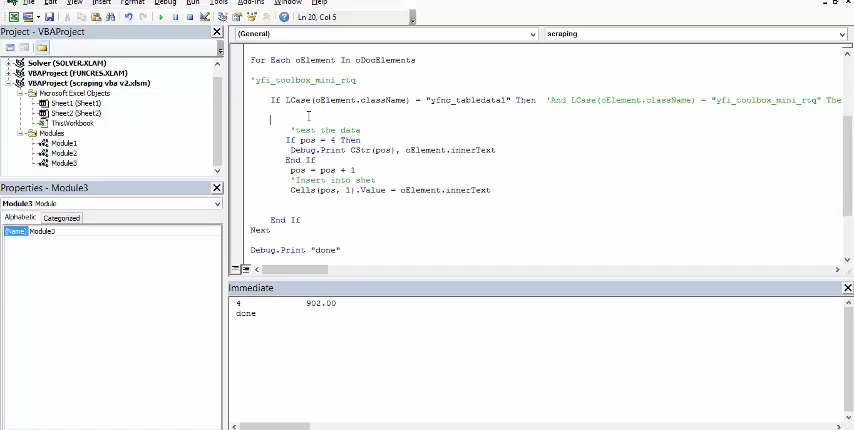 File Edit View Insert Format Debug Run Tools Add-Ins Window Help
Ln 20, Col 5
Project - VBAProject
Solver (SOLVER.XLAM)
VBAProject (FUNCRES.XLAM)
VBAProject (scraping vba v2.xlsm)
Microsoft Excel Objects
Sheet1 (Sheet1)
Sheet2 (Sheet2)
ThisWorkbook
Modules
Module1
Module2
Module3
Properties - Module3
Module3 Module
Alphabetic Categorized
(Name) Module3
(General) scraping
For Each oElement In oDocElements
'yfi_toolbox_mini_rtq
If LCase(oElement.className) = "yfnc_tabledata1" Then 'And LCase(oElement.className) = "yfi_toolbox_mini_rtq" The
'test the data
If pos = 4 Then
Debug.Print CStr(pos), oElement.innerText
End If
pos = pos + 1
'Insert into shet
Cells(pos, 1).Value = oElement.innerText
End If
Next
Debug.Print "done"
Immediate
4 902.00
done